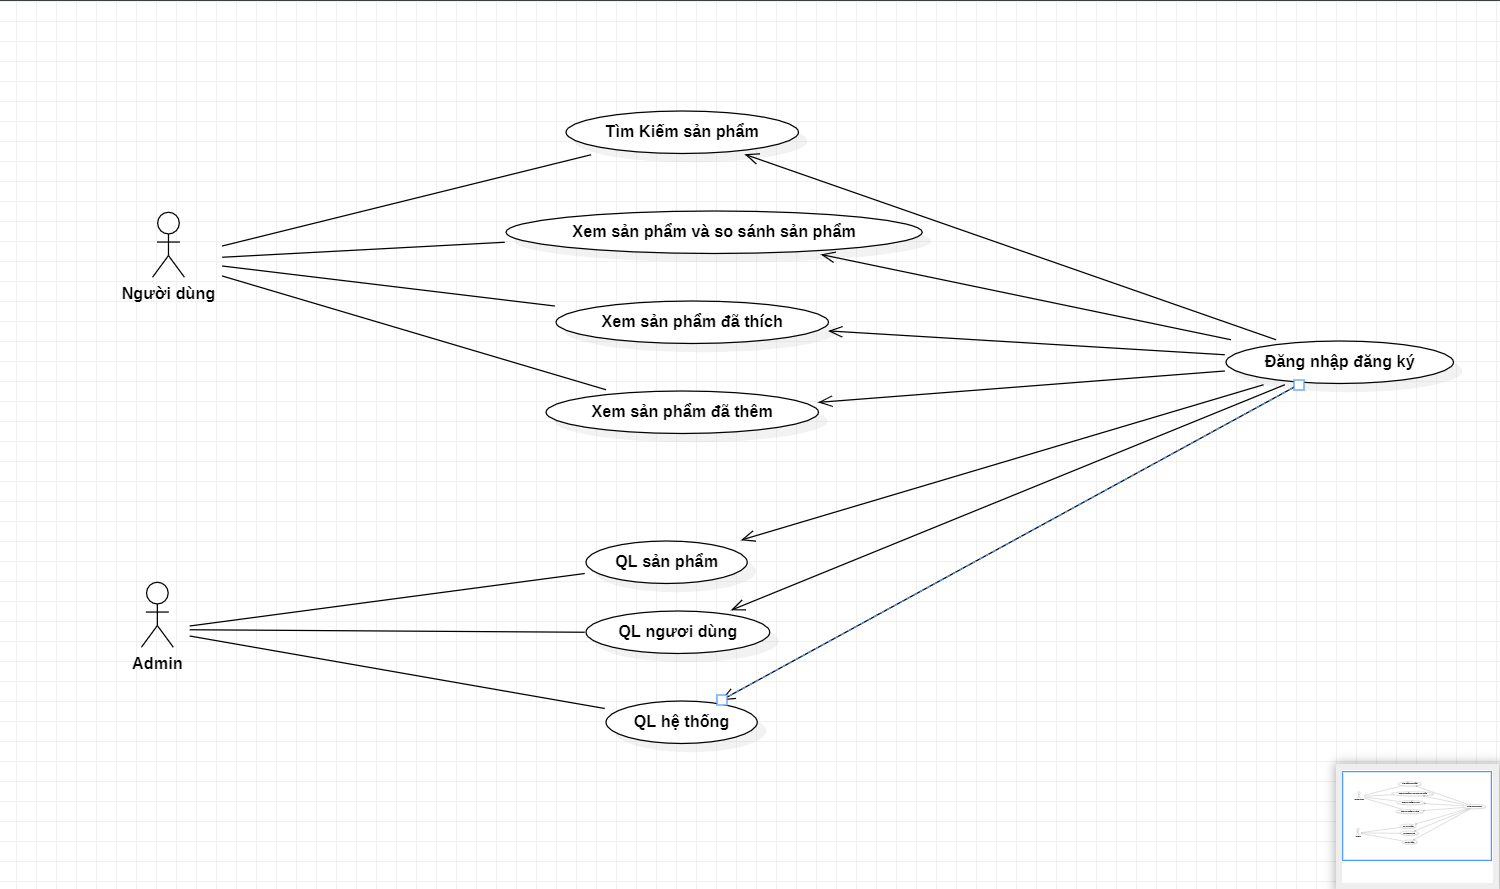 Tìm Kiếm sản phẩm
Xem sản phẩm và so sánh sản phẩm
Người dùng
Xem sản phẩm đã thích
Đăng nhập đăng ký
Xem sản phẩm đã thêm
QL sản phẩm
QL ngươi dùng
Admin
QL hệ thống